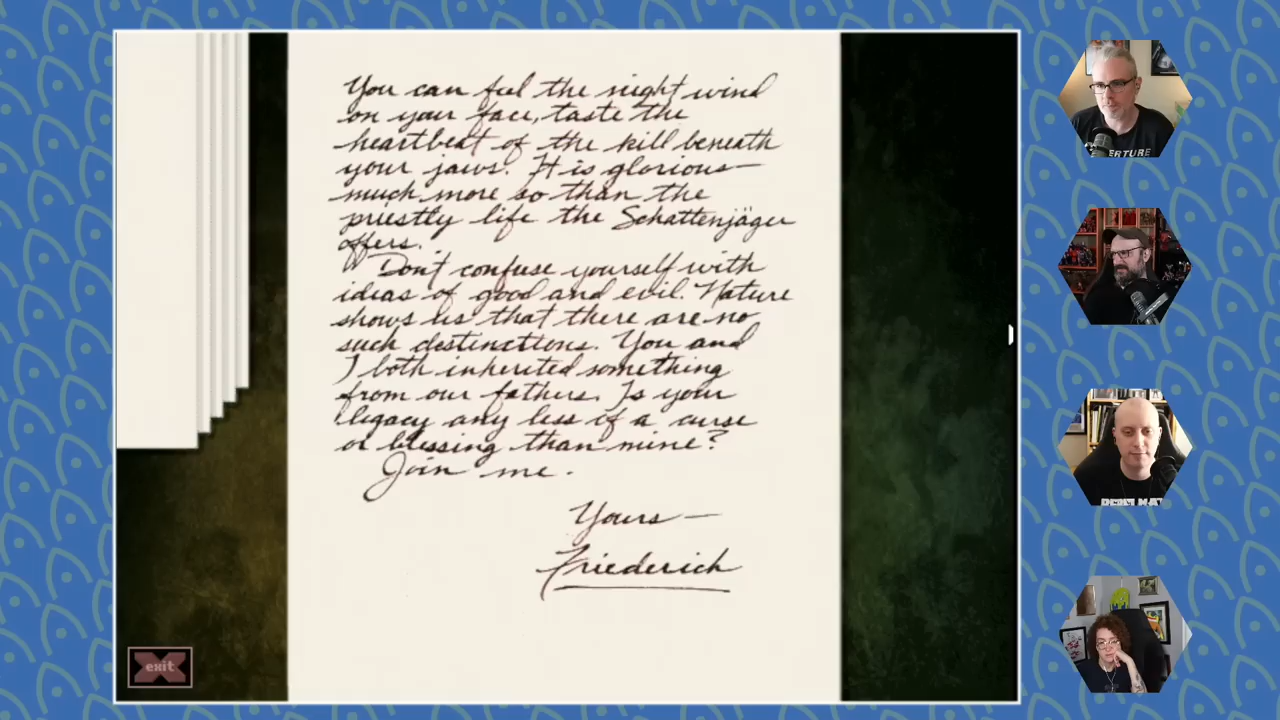 You can feel the night wind
on your face, taste the
heartbeat of the kill beneath
your jaws. It is glorious—
much more so than the
priestly life the Schattenjäger
offers.
Don't confuse yourself with
ideas of good and evil. Nature
shows us that there are no
such distinctions. You and
I both inherited something
from our fathers. Is your
legacy any less of a curse
or blessing than mine?
Join me.
Yours —
Friederich
exit
ERTURE